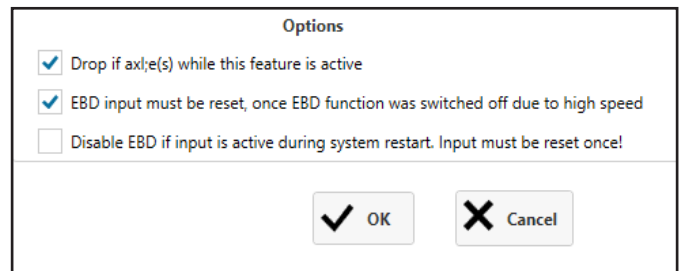 Options
Drop if axl;e(s) while this feature is active
EBD input must be reset, once EBD function was switched off due to high speed
Disable EBD if input is active during system restart. Input must be reset once!
OK
Cancel